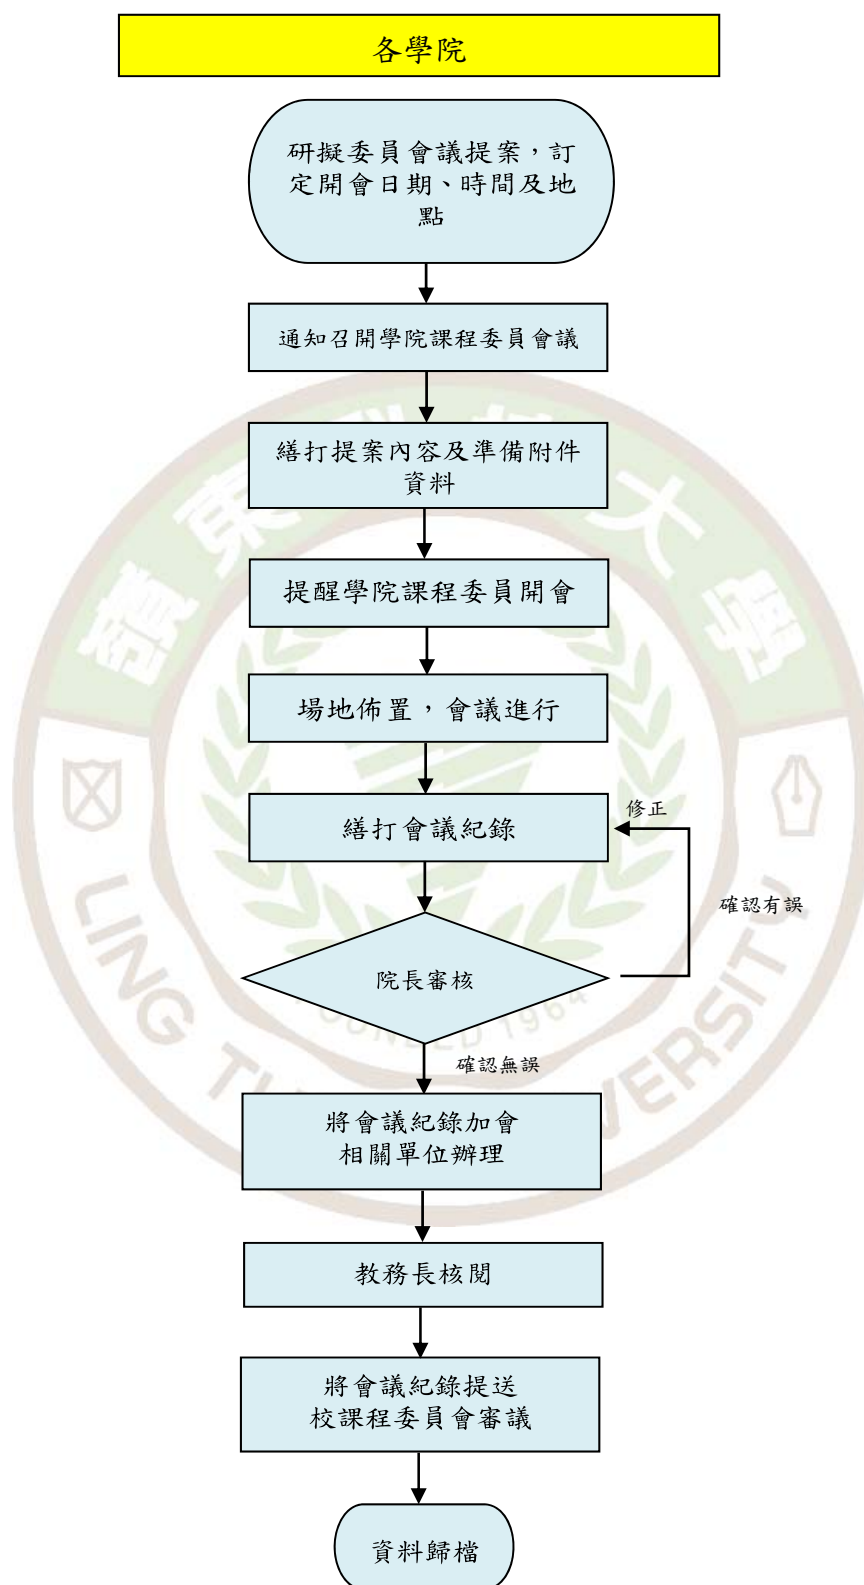 各學院
研擬委員會議提案，訂
定開會日期、時間及地
點
通知召開學院課程委員會議
繕打提案內容及準備附件
資料
提醒學院課程委員開會
場地佈置，會議進行
繕打會議紀錄
修正
確認有誤
院長審核
確認無誤
將會議紀錄加會
相關單位辦理
教務長核閱
將會議紀錄提送
校課程委員會審議
資料歸檔
嶺東
大學
LING